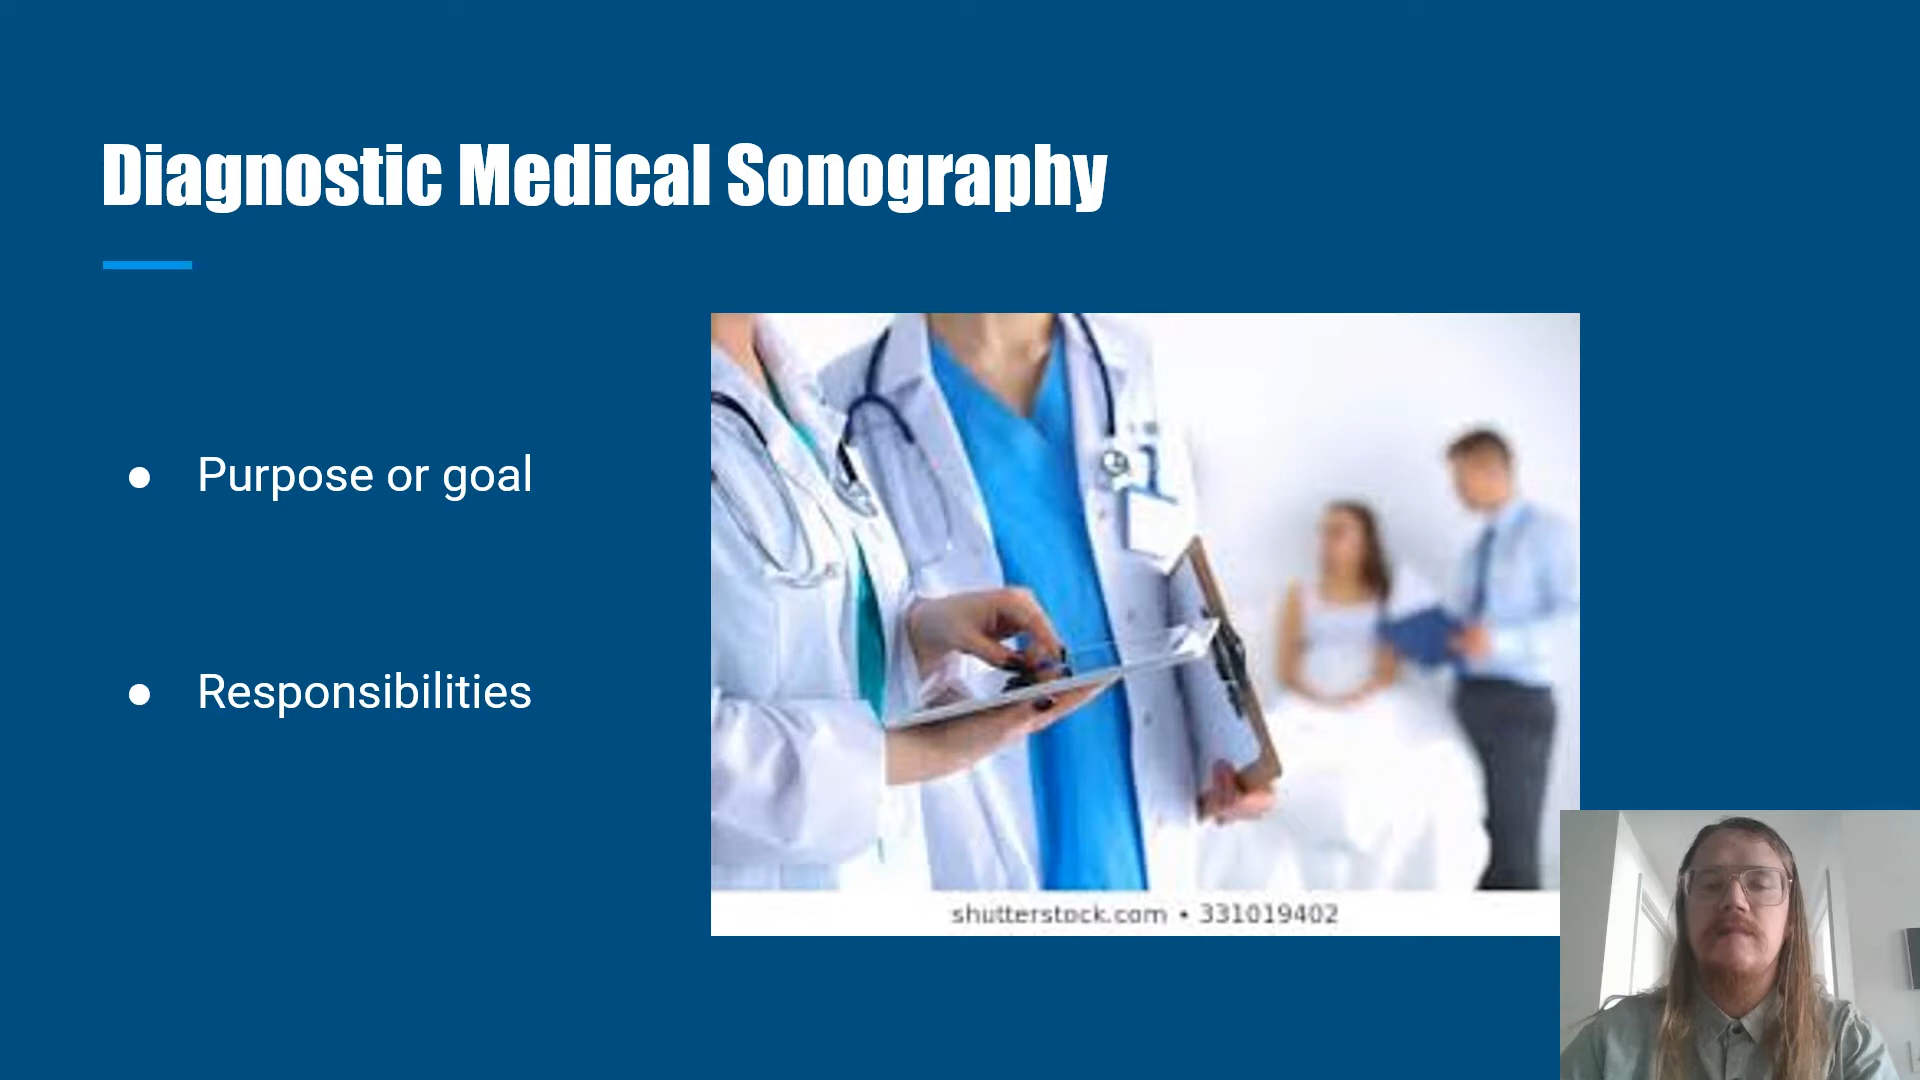 Diagnostic Medical Sonography
● Purpose or goal
● Responsibilities
shutterstock.com • 331019402